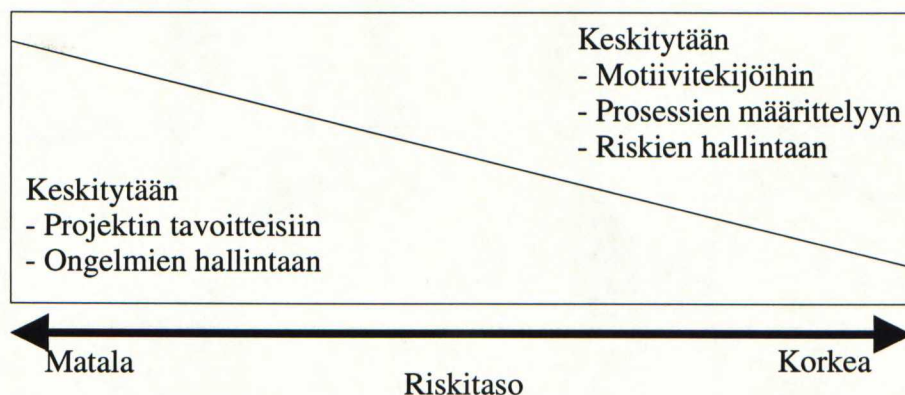 Keskitytään
- Motiivitekijöihin
- Prosessien määrittelyyn
- Riskien hallintaan
Keskitytään
- Projektin tavoitteisiin
- Ongelmien hallintaan
Matala
Korkea
Riskitaso